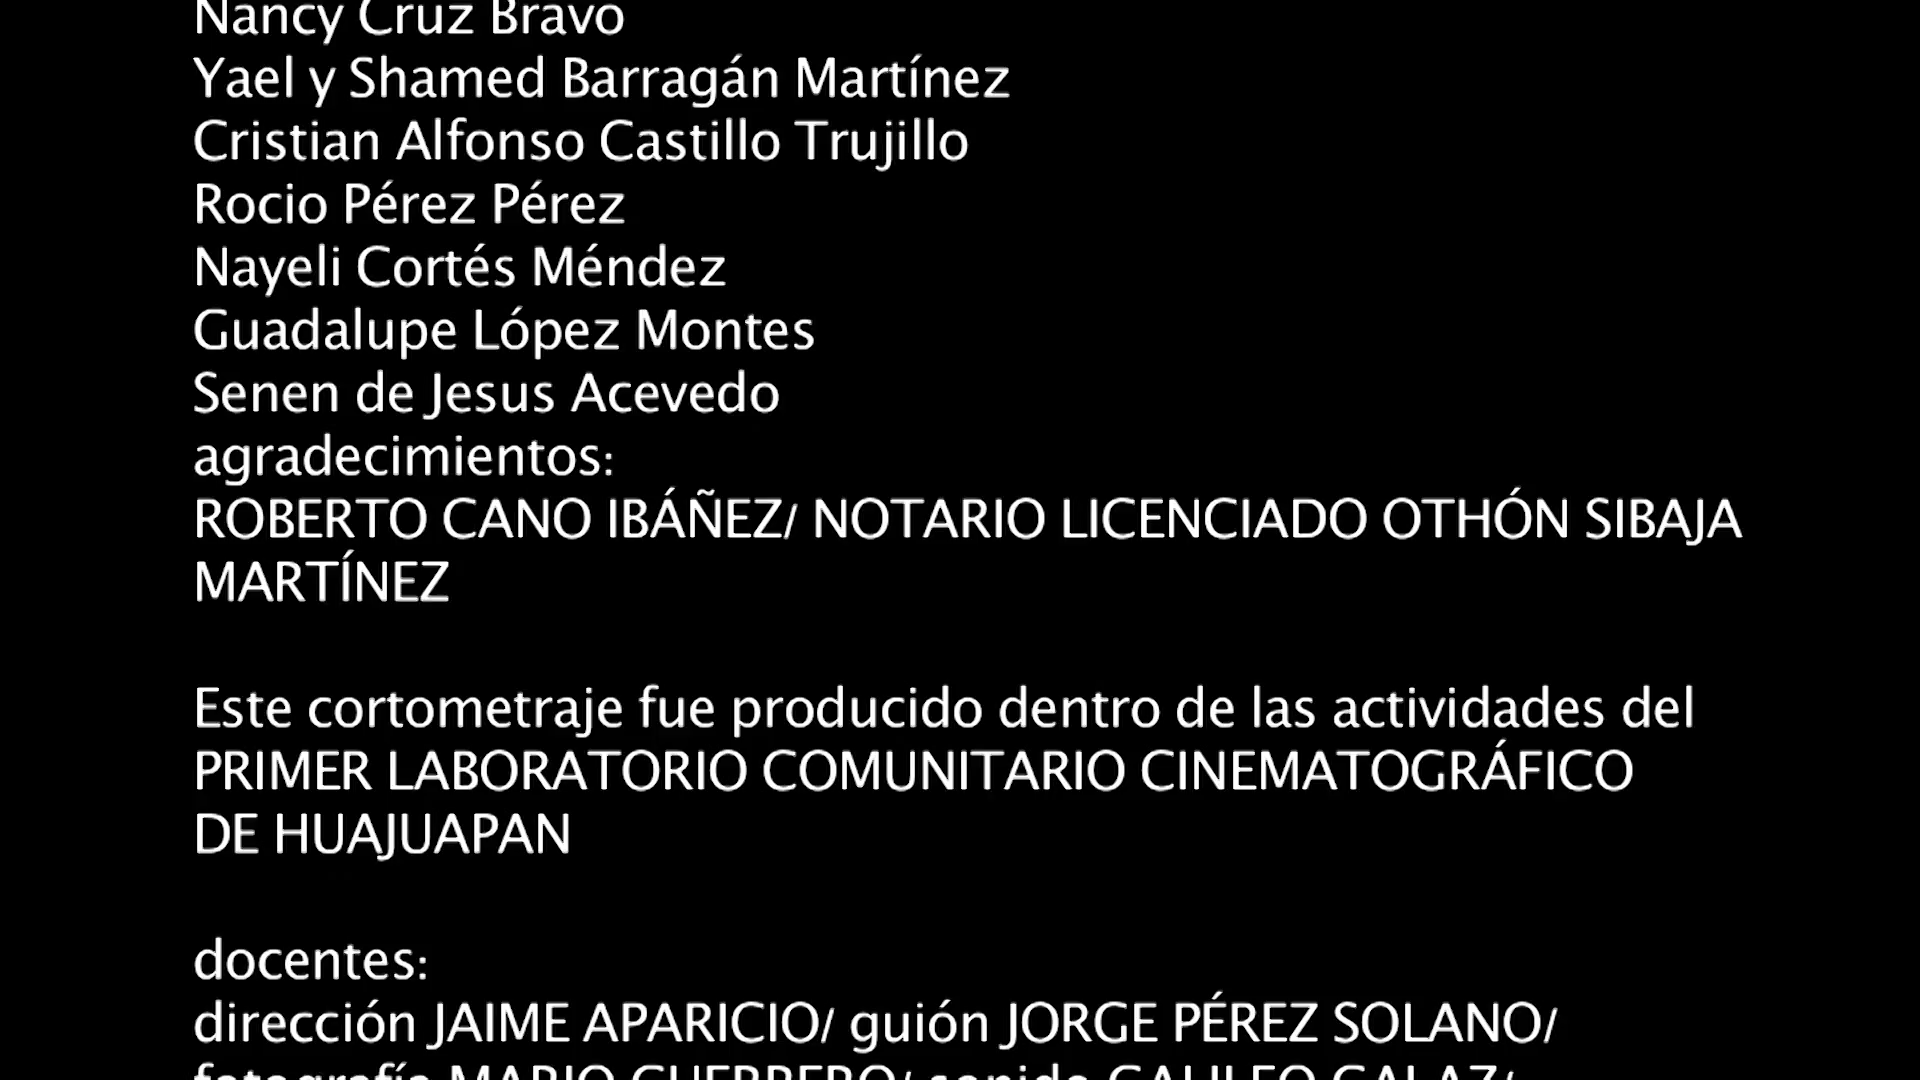 Nancy Cruz Bravo
Yael y Shamed Barragán Martínez
Cristian Alfonso Castillo Trujillo
Rocio Pérez Pérez
Nayeli Cortés Méndez
Guadalupe López Montes
Senen de Jesus Acevedo
agradecimientos:
ROBERTO CANO IBÁÑEZ/ NOTARIO LICENCIADO OTHÓN SIBAJA
MARTÍNEZ
Este cortometraje fue producido dentro de las actividades del
PRIMER LABORATORIO COMUNITARIO CINEMATOGRÁFICO
DE HUAJUAPAN
docentes:
dirección JAIME APARICIO/ guión JORGE PÉREZ SOLANO/
fotografía MARIO GUERRERO/ sonido GALILEO GALAZ/